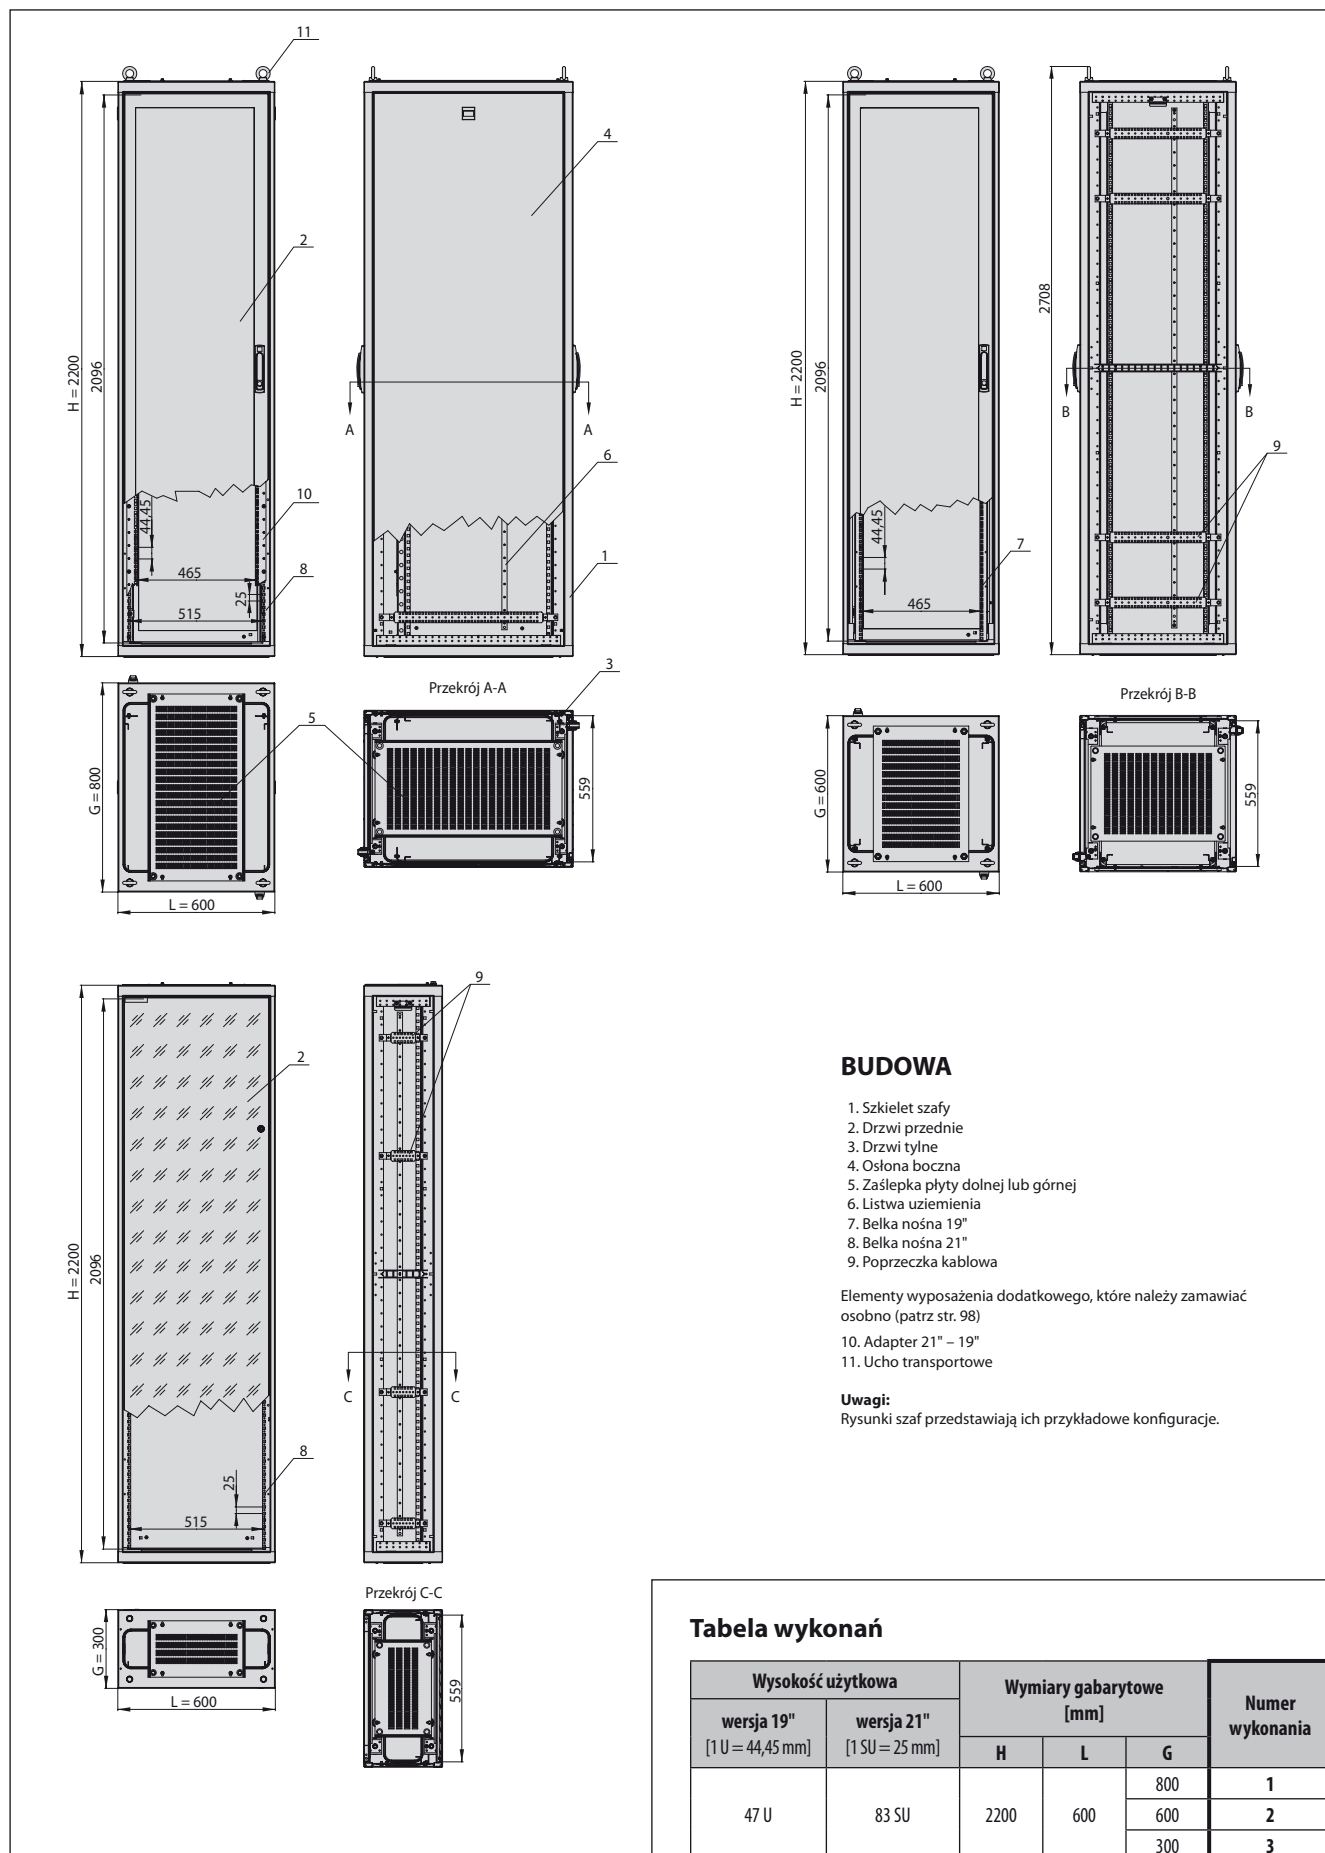 11
4
2
H = 2200
2096
A
A
6
10
44,45
465
8
1
25
515
H = 2200
2096
2708
B
B
9
44,45
7
465
Przekrój A-A
3
5
G = 800
559
L = 600
Przekrój B-B
G = 600
559
L = 600
9
2
H = 2200
2096
C
C
8
25
515
Przekrój C-C
G = 300
559
L = 600
BUDOWA
1. Szkielet szafy
2. Drzwi przednie
3. Drzwi tylne
4. Osłona boczna
5. Zaślepka płyty dolnej lub górnej
6. Listwa uziemienia
7. Belka nośna 19"
8. Belka nośna 21"
9. Poprzeczka kablowa
Elementy wyposażenia dodatkowego, które należy zamawiać
osobno (patrz str. 98)
10. Adapter 21" – 19"
11. Ucho transportowe
Uwagi:
Rysunki szaf przedstawiają ich przykładowe konfiguracje.
Tabela wykonań
Wysokość użytkowa
Wymiary gabarytowe
[mm]
Numer
wykonania
wersja 19"
[1 U = 44,45 mm]
wersja 21"
[1 SU = 25 mm]
H
L
G
47 U
83 SU
2200
600
800
1
600
2
300
3